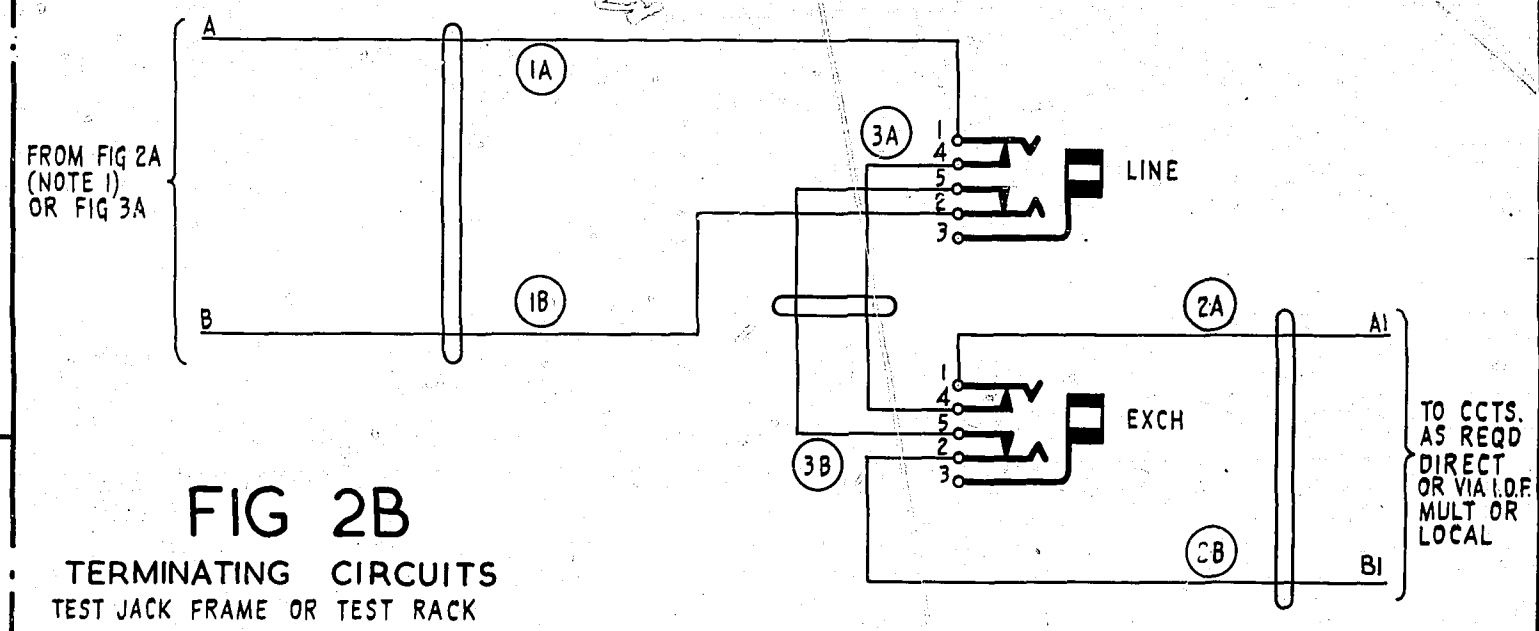 A
1A
FROM FIG 2A
(NOTE 1)
OR FIG 3A
B
1B
3A
1
4
5
2
3
LINE
2A
A1
1
4
5
2
3
EXCH
3B
2B
B1
TO CCTS.
AS REQD
DIRECT
OR VIA I.D.F.
MULT OR
LOCAL
FIG 2B
TERMINATING CIRCUITS
TEST JACK FRAME OR TEST RACK